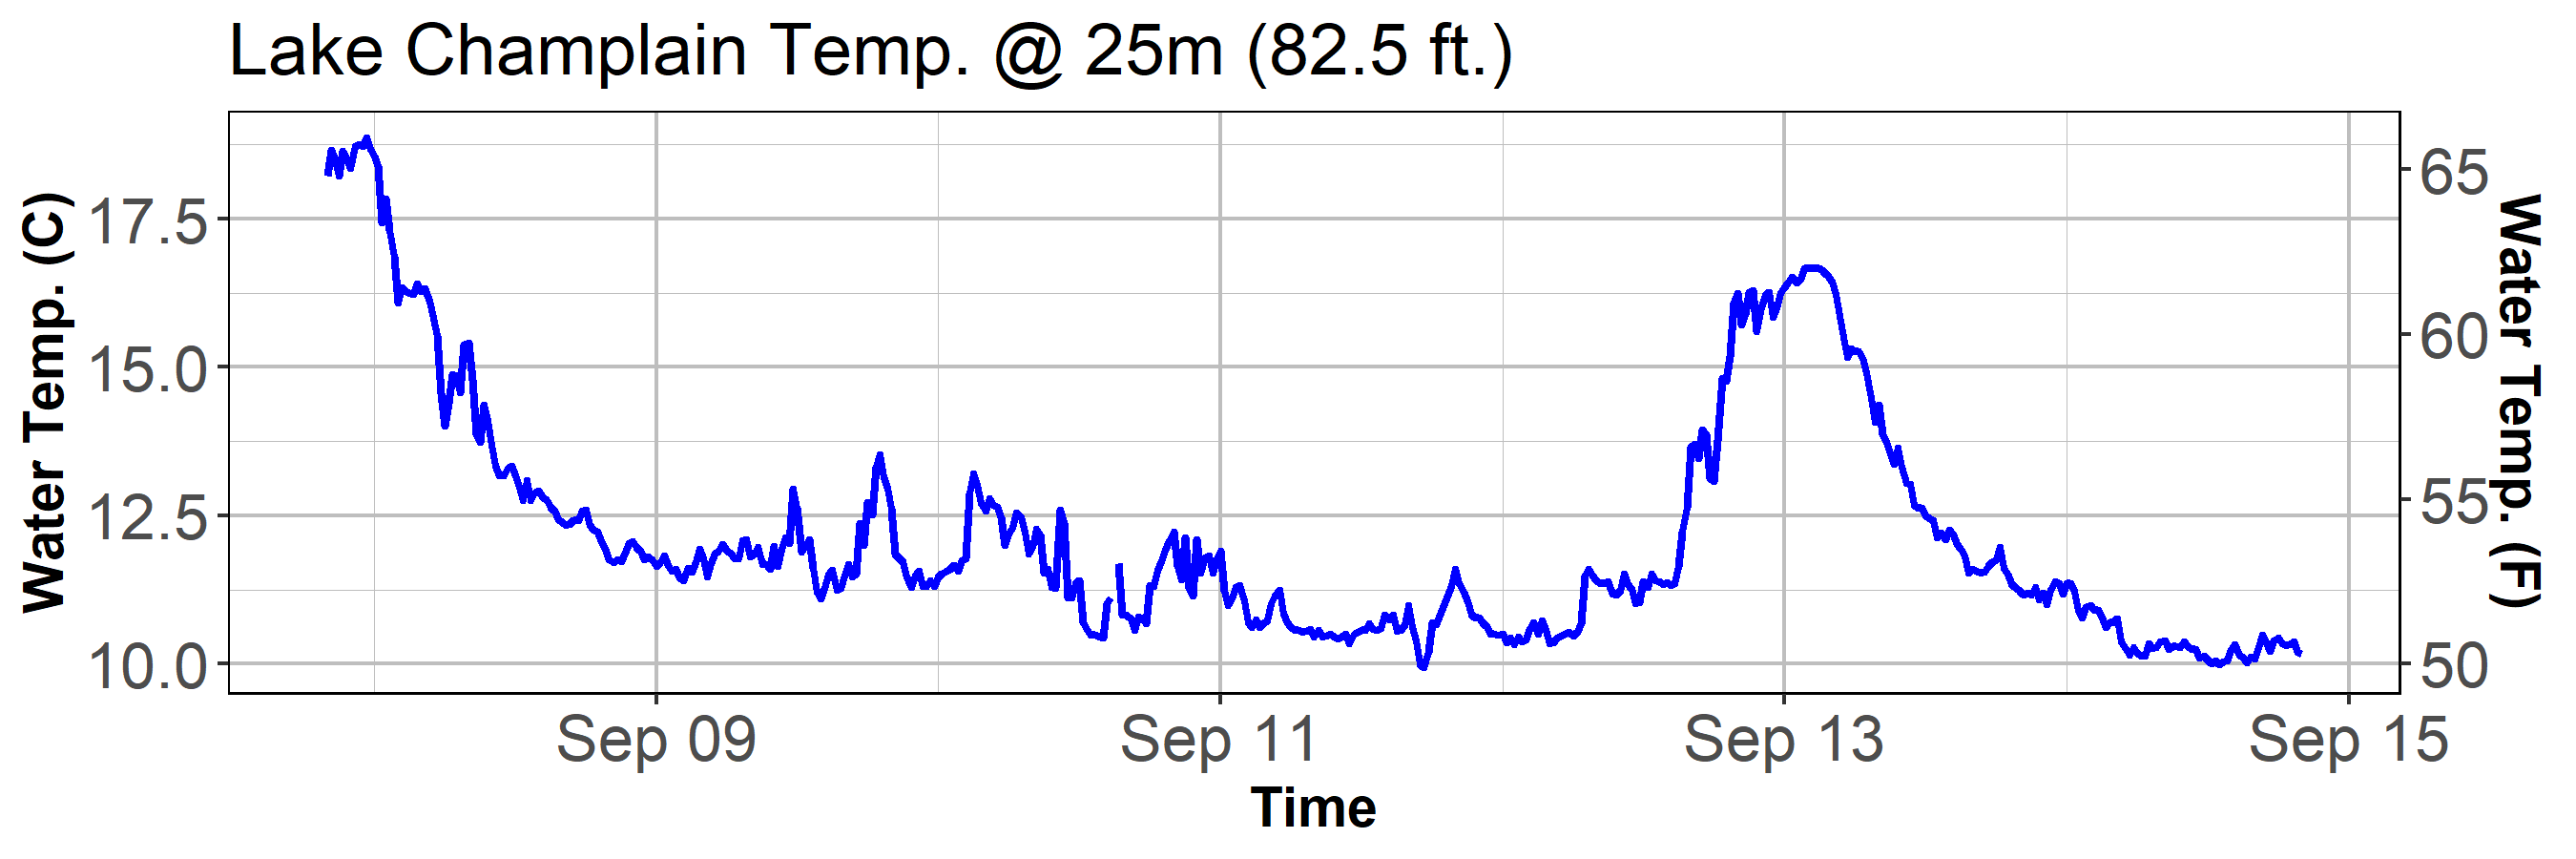 Lake Champlain Temp. @ 25m (82.5 ft.)
Water Temp. (C)
17.5
15.0
12.5
10.0
65
60
55
50
Water Temp. (F)
Sep 09
Sep 11
Sep 13
Sep 15
Time